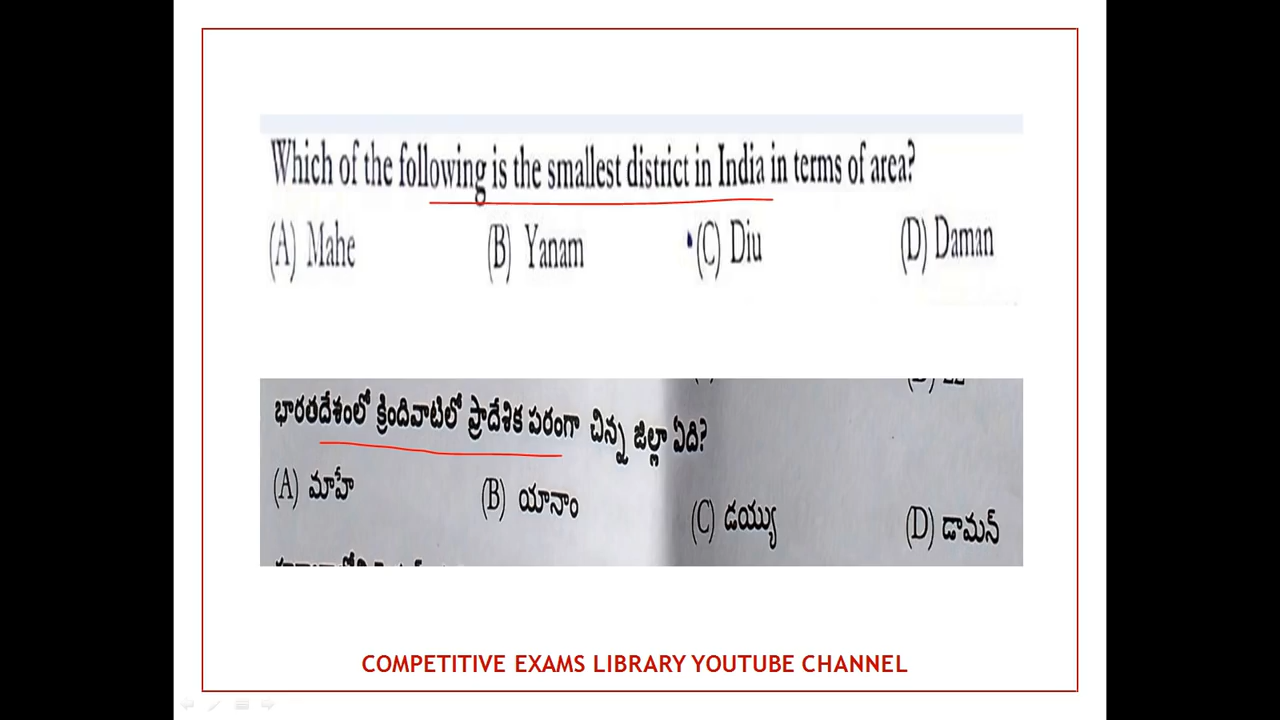 Which of the following is the smallest district in India in terms of area?
(A) Mahe (B) Yanam (C) Diu (D) Daman
భారతదేశంలో క్రిందివాటిలో ప్రాదేశిక పరంగా చిన్న జిల్లా ఏది?
(A) మాహే (B) యానాం (C) డయ్యు (D) డామన్
COMPETITIVE EXAMS LIBRARY YOUTUBE CHANNEL